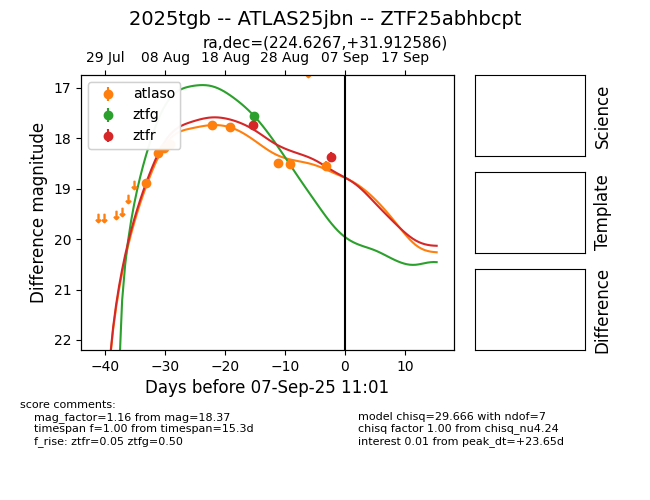 2025tgb -- ATLAS25jbn -- ZTF25abhbcpt
ra,dec=(224.6267,+31.912586)
29 Jul 08 Aug 18 Aug 28 Aug 07 Sep 17 Sep
atlaso
ztfg
ztfr
17
18
19
20
21
22
Difference magnitude
−40 −30 −20 −10 0 10
Days before 07-Sep-25 11:01
Science
Template
Difference
score comments:
mag_factor=1.16 from mag=18.37
timespan f=1.00 from timespan=15.3d
f_rise: ztfr=0.05 ztfg=0.50
model chisq=29.666 with ndof=7
chisq factor 1.00 from chisq_nu4.24
interest 0.01 from peak_dt=+23.65d